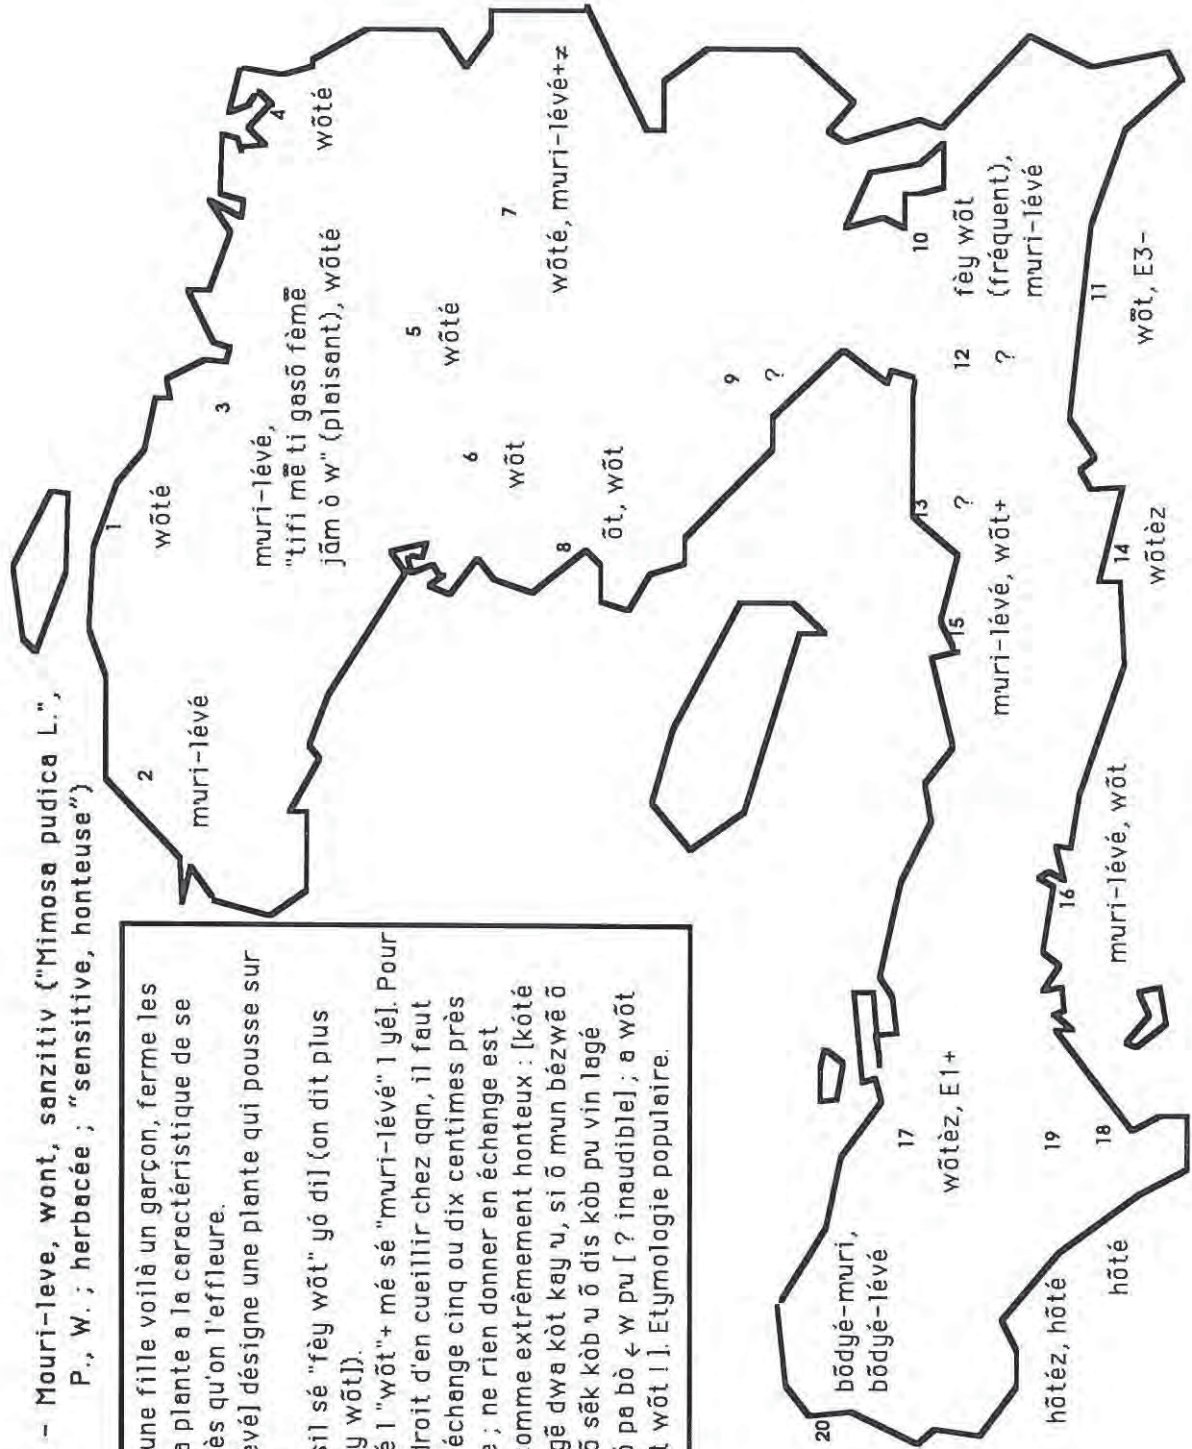 - Mouri-leve, wont, sanzitiv ("Mimosa pudica L.",
P., W. ; herbacée ; "sensitive, honteuse")
une fille voilà un garçon, ferme les
a plante a la caractéristique de se
ès qu'on l'effleure.
evé] désigne une plante qui pousse sur
sil sé "fèy wõt" yó di] (on dit plus
y wõt]).
é l "wõt"+ mé sé "muri-lévé" l yé]. Pour
droit d'en cueillir chez qqn, il faut
échange cinq ou dix centimes près
e ; ne rien donner en échange est
omme extrêmement honteux : [kóté
gẽ dwa kòt kay u, si õ mun bézwẽ õ
õ sẽk kòb u õ dis kòb pu vin lagé
ó pa bò ← w pu [ ? inaudible] ; a wõt
t wõt !]. Etymologie populaire.
1
wõté
2
muri-lévé
3
muri-lévé,
"tifi mẽ ti gasõ fèmẽ
jãm ò w" (plaisant), wõté
4
wõté
5
wõté
6
wõt
7
wõté, muri-lévé+≠
8
õt, wõt
9
?
10
fèy wõt
(fréquent),
muri-lévé
11
wõt, E3-
12
?
13
?
14
wõtèz
15
muri-lévé, wõt+
16
muri-lévé, wõt
17
wõtèz, E1+
18
hõté
19
hõtéz, hõté
20
bõdyé-muri,
bõdyé-lévé